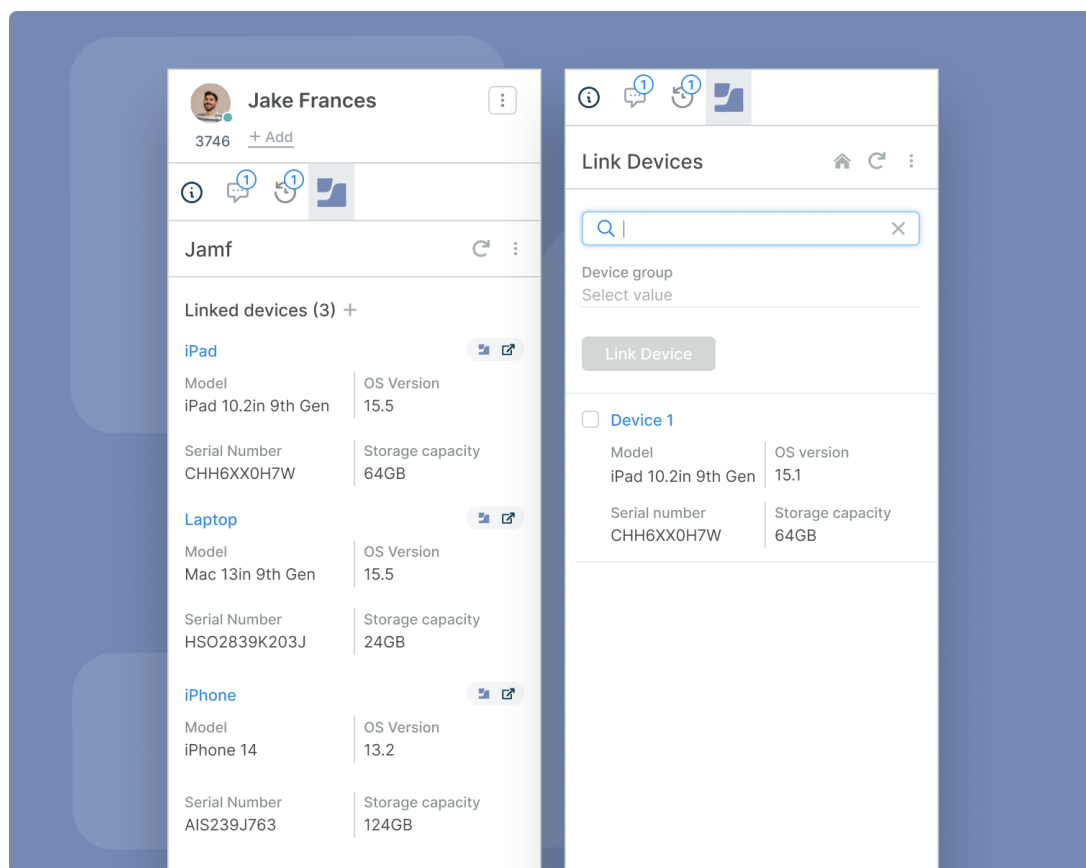 Jake Frances
3746
+ Add
1
1
Jamf
Linked devices (3) +
iPad
Model
OS Version
iPad 10.2in 9th Gen
15.5
Serial Number
Storage capacity
CHH6XX0H7W
64GB
Laptop
Model
OS Version
Mac 13in 9th Gen
15.5
Serial Number
Storage capacity
HSO2839K203J
24GB
iPhone
Model
OS Version
iPhone 14
13.2
Serial Number
Storage capacity
AIS239J763
124GB
1
1
Link Devices
Device group
Select value
Link Device
Device 1
Model
OS version
iPad 10.2in 9th Gen
15.1
Serial number
Storage capacity
CHH6XX0H7W
64GB